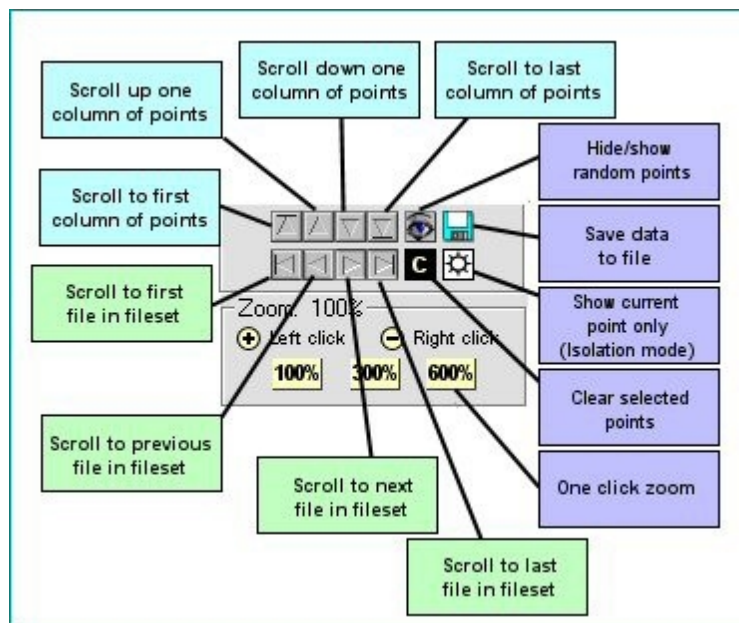 Scroll down one
column of points
Scroll to last
column of points
Scroll up one
column of points
Hide/show
random points
Scroll to first
column of points
Save data
to file
C
Scroll to first
file in fileset
Show current
point only
(Isolation mode)
Zoom: 100%
Left click
Right click
100%
300%
600%
Clear selected
points
Scroll to previous
file in fileset
Scroll to next
file in fileset
One click zoom
Scroll to last
file in fileset